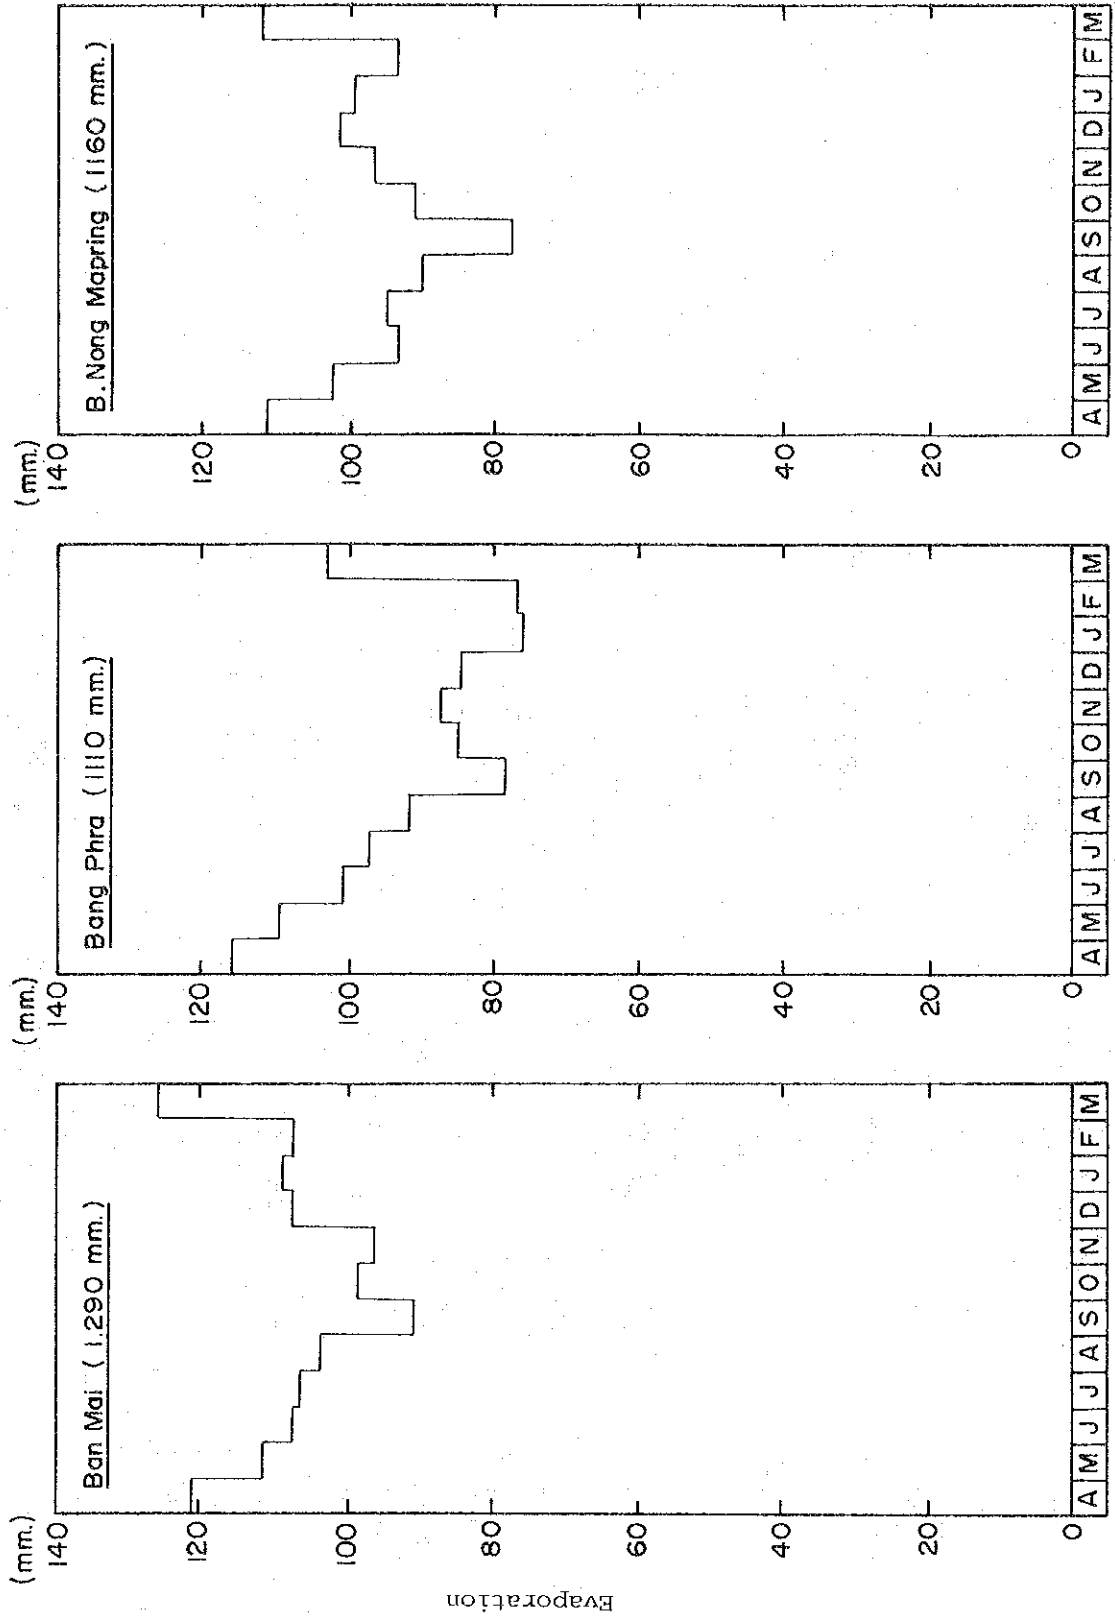 Evaporation
(mm.)
140
120
100
80
60
40
20
0
Ban Mai (1,290 mm.)
A M J J A S O N D J F M
(mm.)
140
120
100
80
60
40
20
0
Bang Phra (1110 mm.)
A M J J A S O N D J F M
(mm.)
140
120
100
80
60
40
20
0
B. Nong Mapring (1160 mm.)
A M J J A S O N D J F M